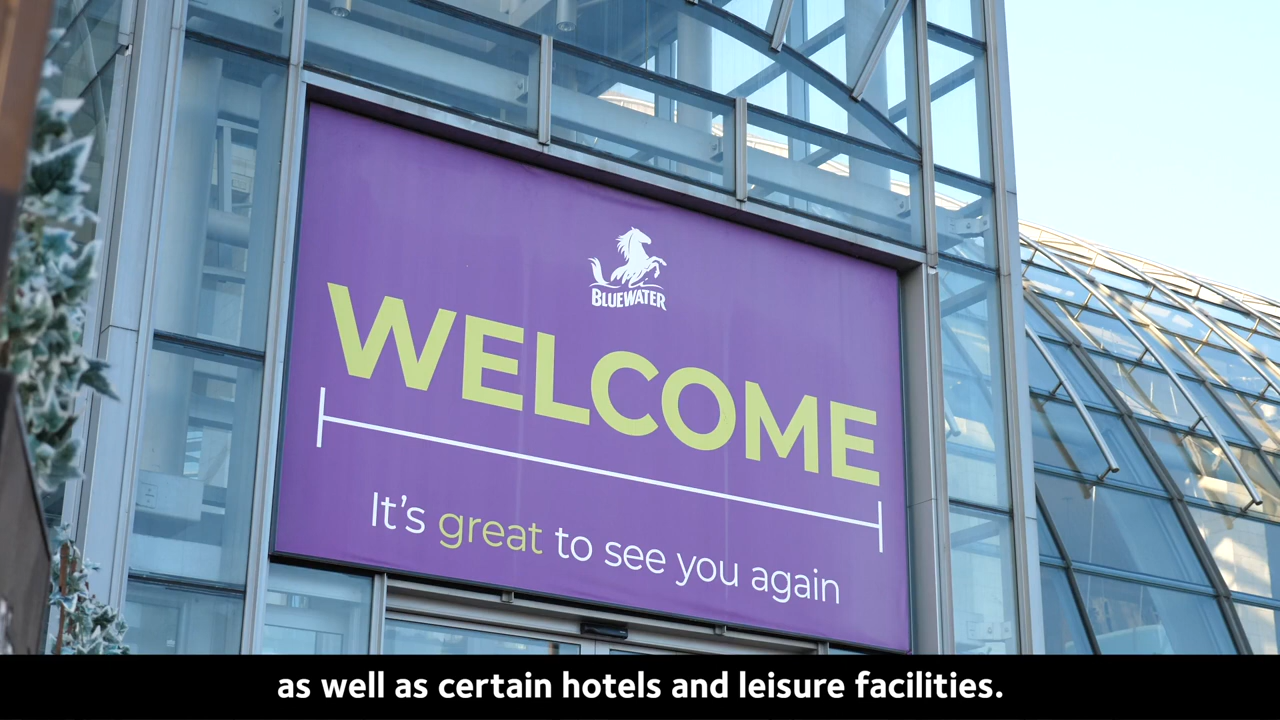 BLUEWATER
WELCOME
It's great to see you again
as well as certain hotels and leisure facilities.